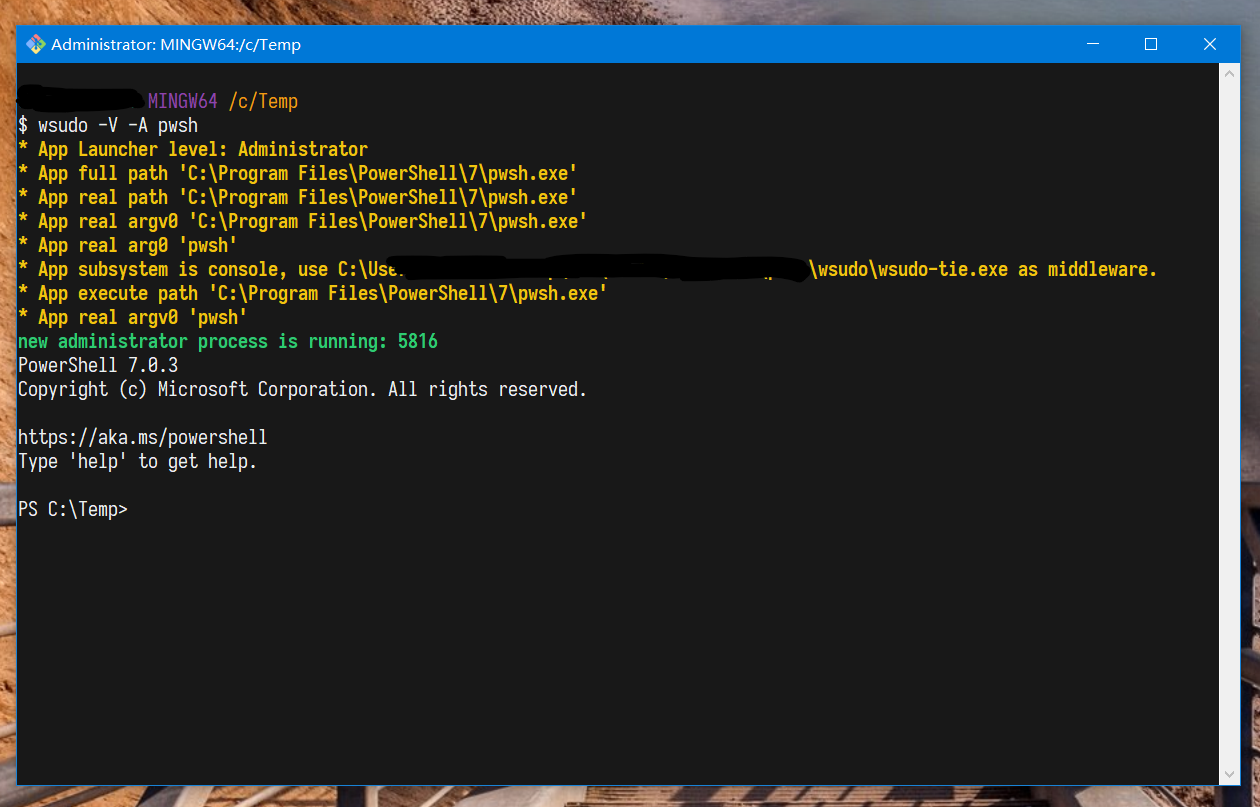 Administrator: MINGW64:/c/Temp
MINGW64 /c/Temp
$ wsudo -V -A pwsh
* App Launcher level: Administrator
* App full path 'C:\Program Files\PowerShell\7\pwsh.exe'
* App real path 'C:\Program Files\PowerShell\7\pwsh.exe'
* App real argv0 'C:\Program Files\PowerShell\7\pwsh.exe'
* App real arg0 'pwsh'
* App subsystem is console, use C:\Use \wsudo\wsudo-tie.exe as middleware.
* App execute path 'C:\Program Files\PowerShell\7\pwsh.exe'
* App real argv0 'pwsh'
new administrator process is running: 5816
PowerShell 7.0.3
Copyright (c) Microsoft Corporation. All rights reserved.
https://aka.ms/powershell
Type 'help' to get help.
PS C:\Temp>